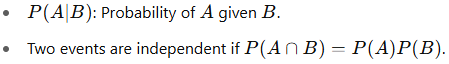 • P(A|B): Probability of A given B.
• Two events are independent if P(A ∩ B) = P(A)P(B).